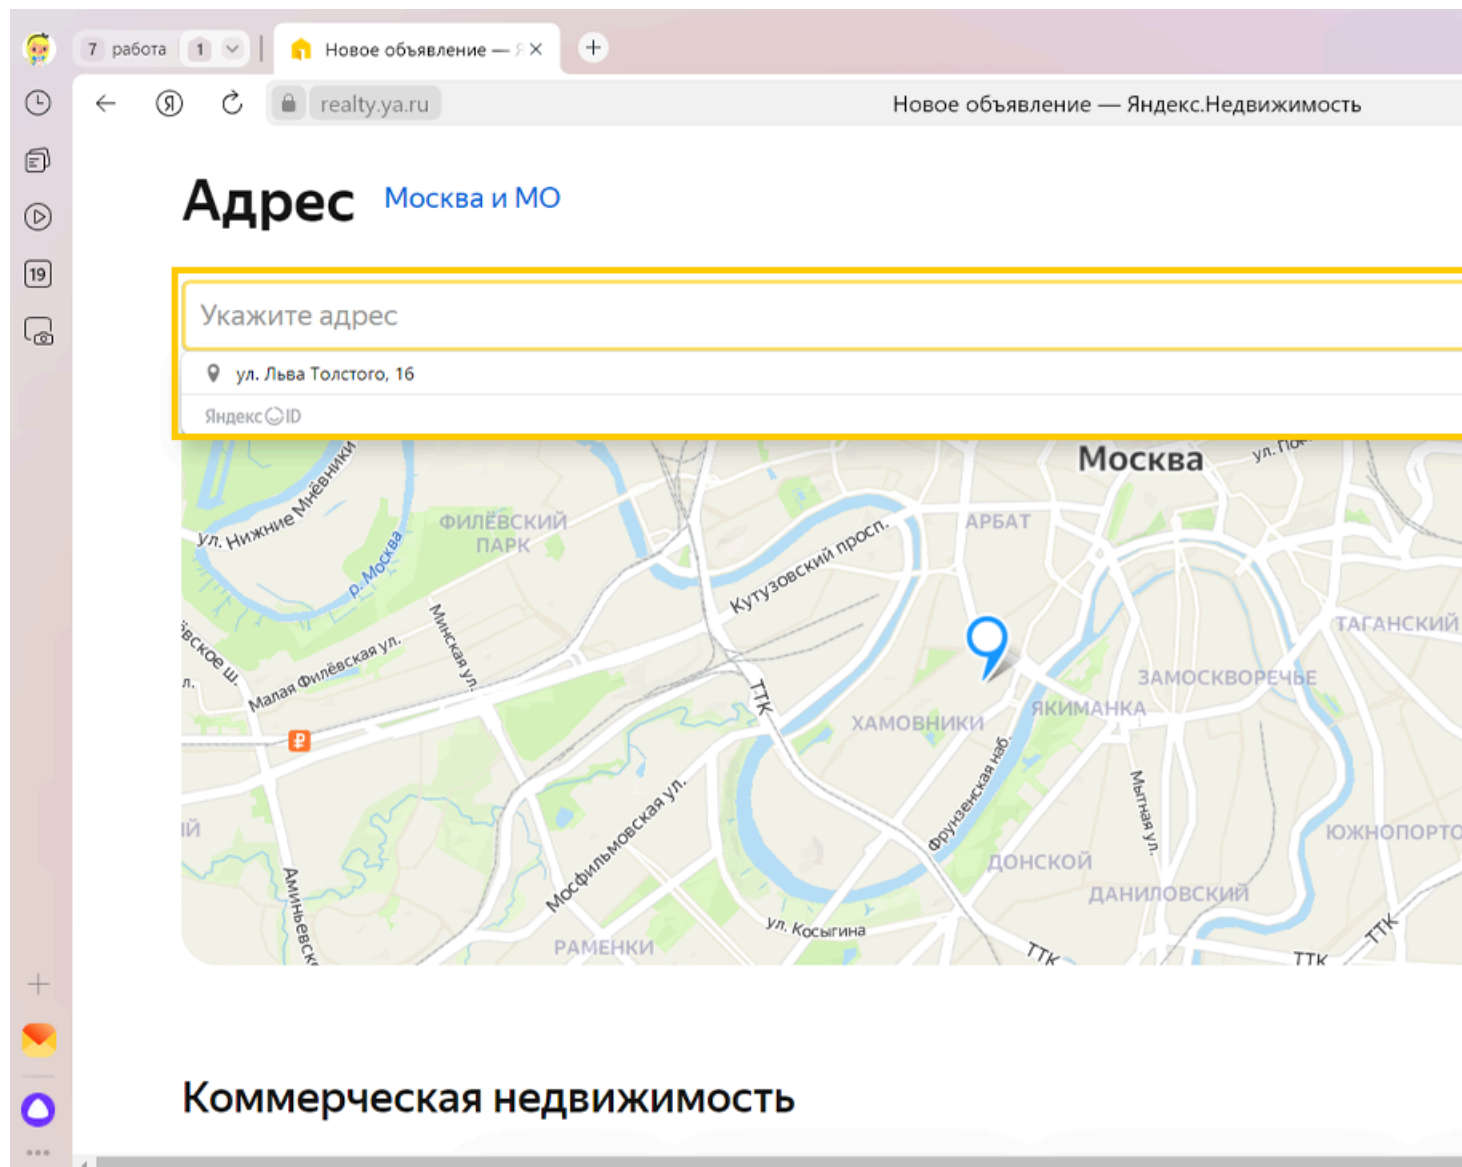 7 работа 1
Новое объявление — Я
realty.ya.ru
Новое объявление — Яндекс.Недвижимость
19
Адрес Москва и МО
Укажите адрес
ул. Льва Толстого, 16
Яндекс ID
Москва
ул. Нижние Мнёвники
р. Москва
ФИЛЁВСКИЙ
ПАРК
Кутузовский просп.
АРБАТ
ТАГАНСКИЙ
Минская ул.
Малая Филёвская ул.
ЗАМОСКВОРЕЧЬЕ
ТТК
ХАМОВНИКИ
ЯКИМАНКА
Фрунзенская наб.
Мытная ул.
Мосфильмовская ул.
ЮЖНОПОРТО
ДОНСКОЙ
ДАНИЛОВСКИЙ
Аминьевск
РАМЕНКИ
ул. Косыгина
ТТК
ТТК
ТТК
Коммерческая недвижимость